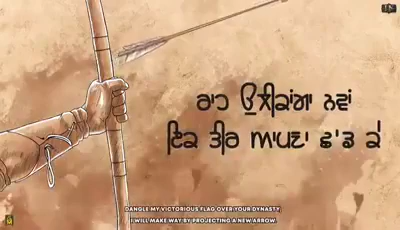 ਰਾਹ ਉਲੀਕਾਂਗਾ ਨਵਾਂ
ਇਕ ਤੀਰ ਆਪਣਾ ਛੱਡ ਕੇ
DANGLE MY VICTORIOUS FLAG OVER YOUR DYNASTY,
I WILL MAKE WAY BY PROJECTING A NEW ARROW.